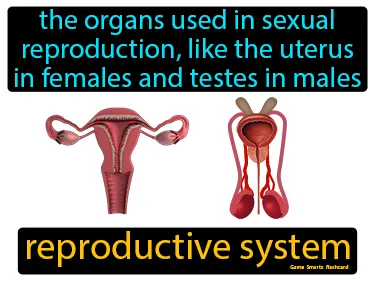 the organs used in sexual
reproduction, like the uterus
in females and testes in males
reproductive system
Game Smartz flashcard